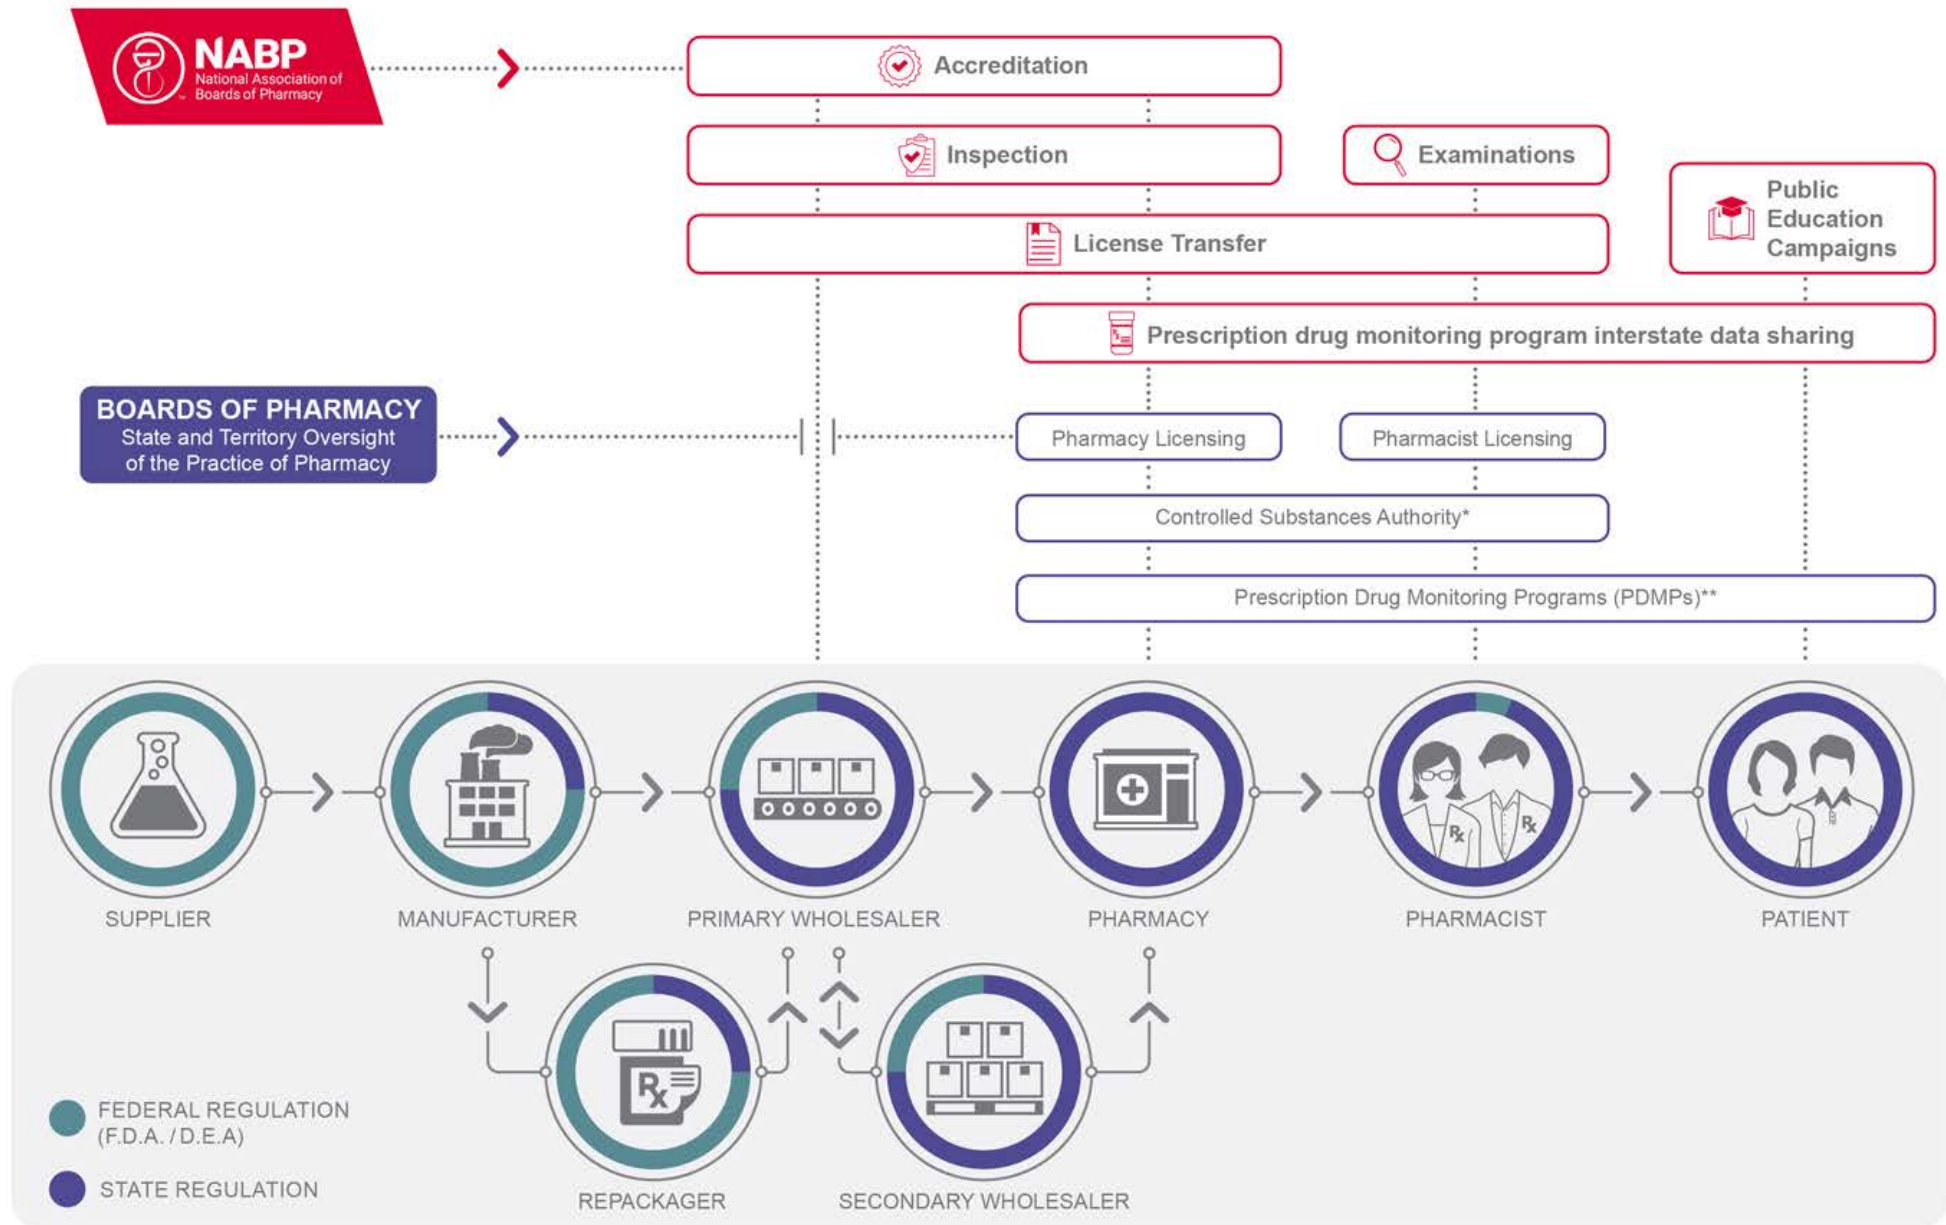 NABP
National Association of
Boards of Pharmacy
Accreditation
Inspection
Examinations
Public
Education
Campaigns
License Transfer
Prescription drug monitoring program interstate data sharing
BOARDS OF PHARMACY
State and Territory Oversight
of the Practice of Pharmacy
Pharmacy Licensing
Pharmacist Licensing
Controlled Substances Authority*
Prescription Drug Monitoring Programs (PDMPs)**
Rx
Rx
SUPPLIER
MANUFACTURER
PRIMARY WHOLESALER
PHARMACY
PHARMACIST
PATIENT
Rx
FEDERAL REGULATION
(F.D.A. / D.E.A)
STATE REGULATION
REPACKAGER
SECONDARY WHOLESALER